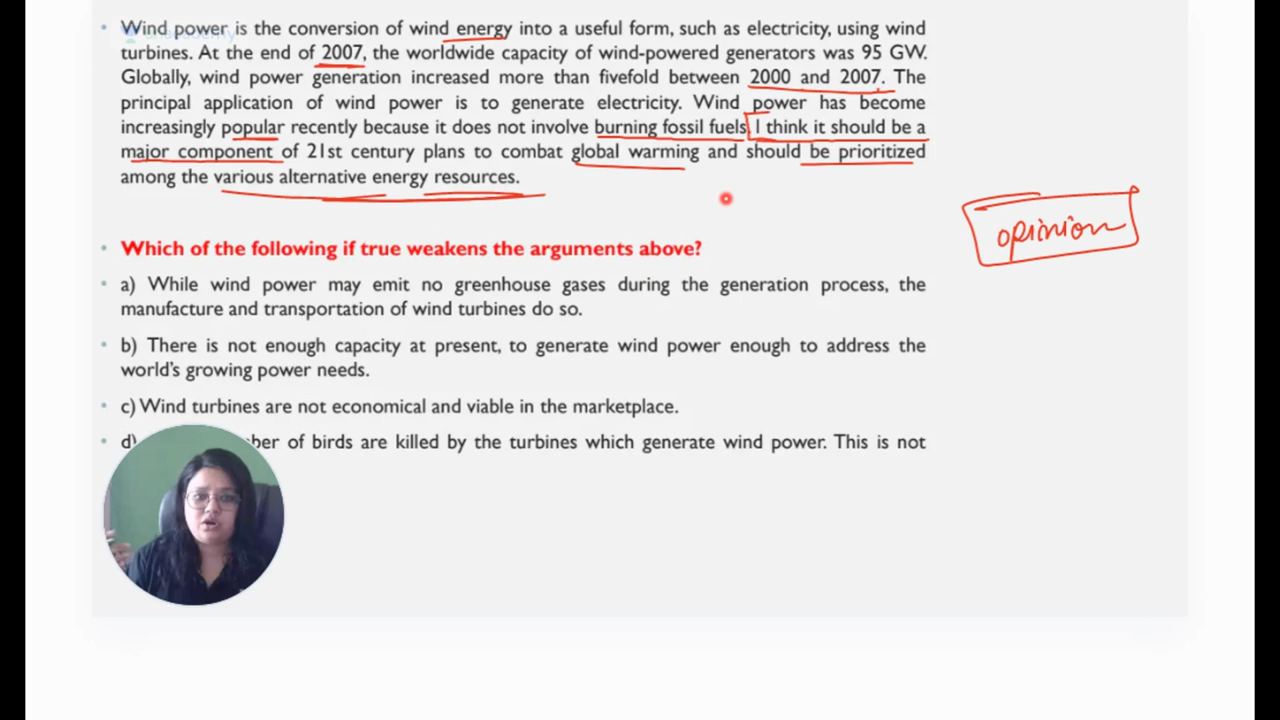 • Wind power is the conversion of wind energy into a useful form, such as electricity, using wind
turbines. At the end of 2007, the worldwide capacity of wind-powered generators was 95 GW.
Globally, wind power generation increased more than fivefold between 2000 and 2007. The
principal application of wind power is to generate electricity. Wind power has become
increasingly popular recently because it does not involve burning fossil fuels. I think it should be a
major component of 21st century plans to combat global warming and should be prioritized
among the various alternative energy resources.
opinion
• Which of the following if true weakens the arguments above?
• a) While wind power may emit no greenhouse gases during the generation process, the
manufacture and transportation of wind turbines do so.
• b) There is not enough capacity at present, to generate wind power enough to address the
world's growing power needs.
• c) Wind turbines are not economical and viable in the marketplace.
• d) of birds are killed by the turbines which generate wind power. This is not